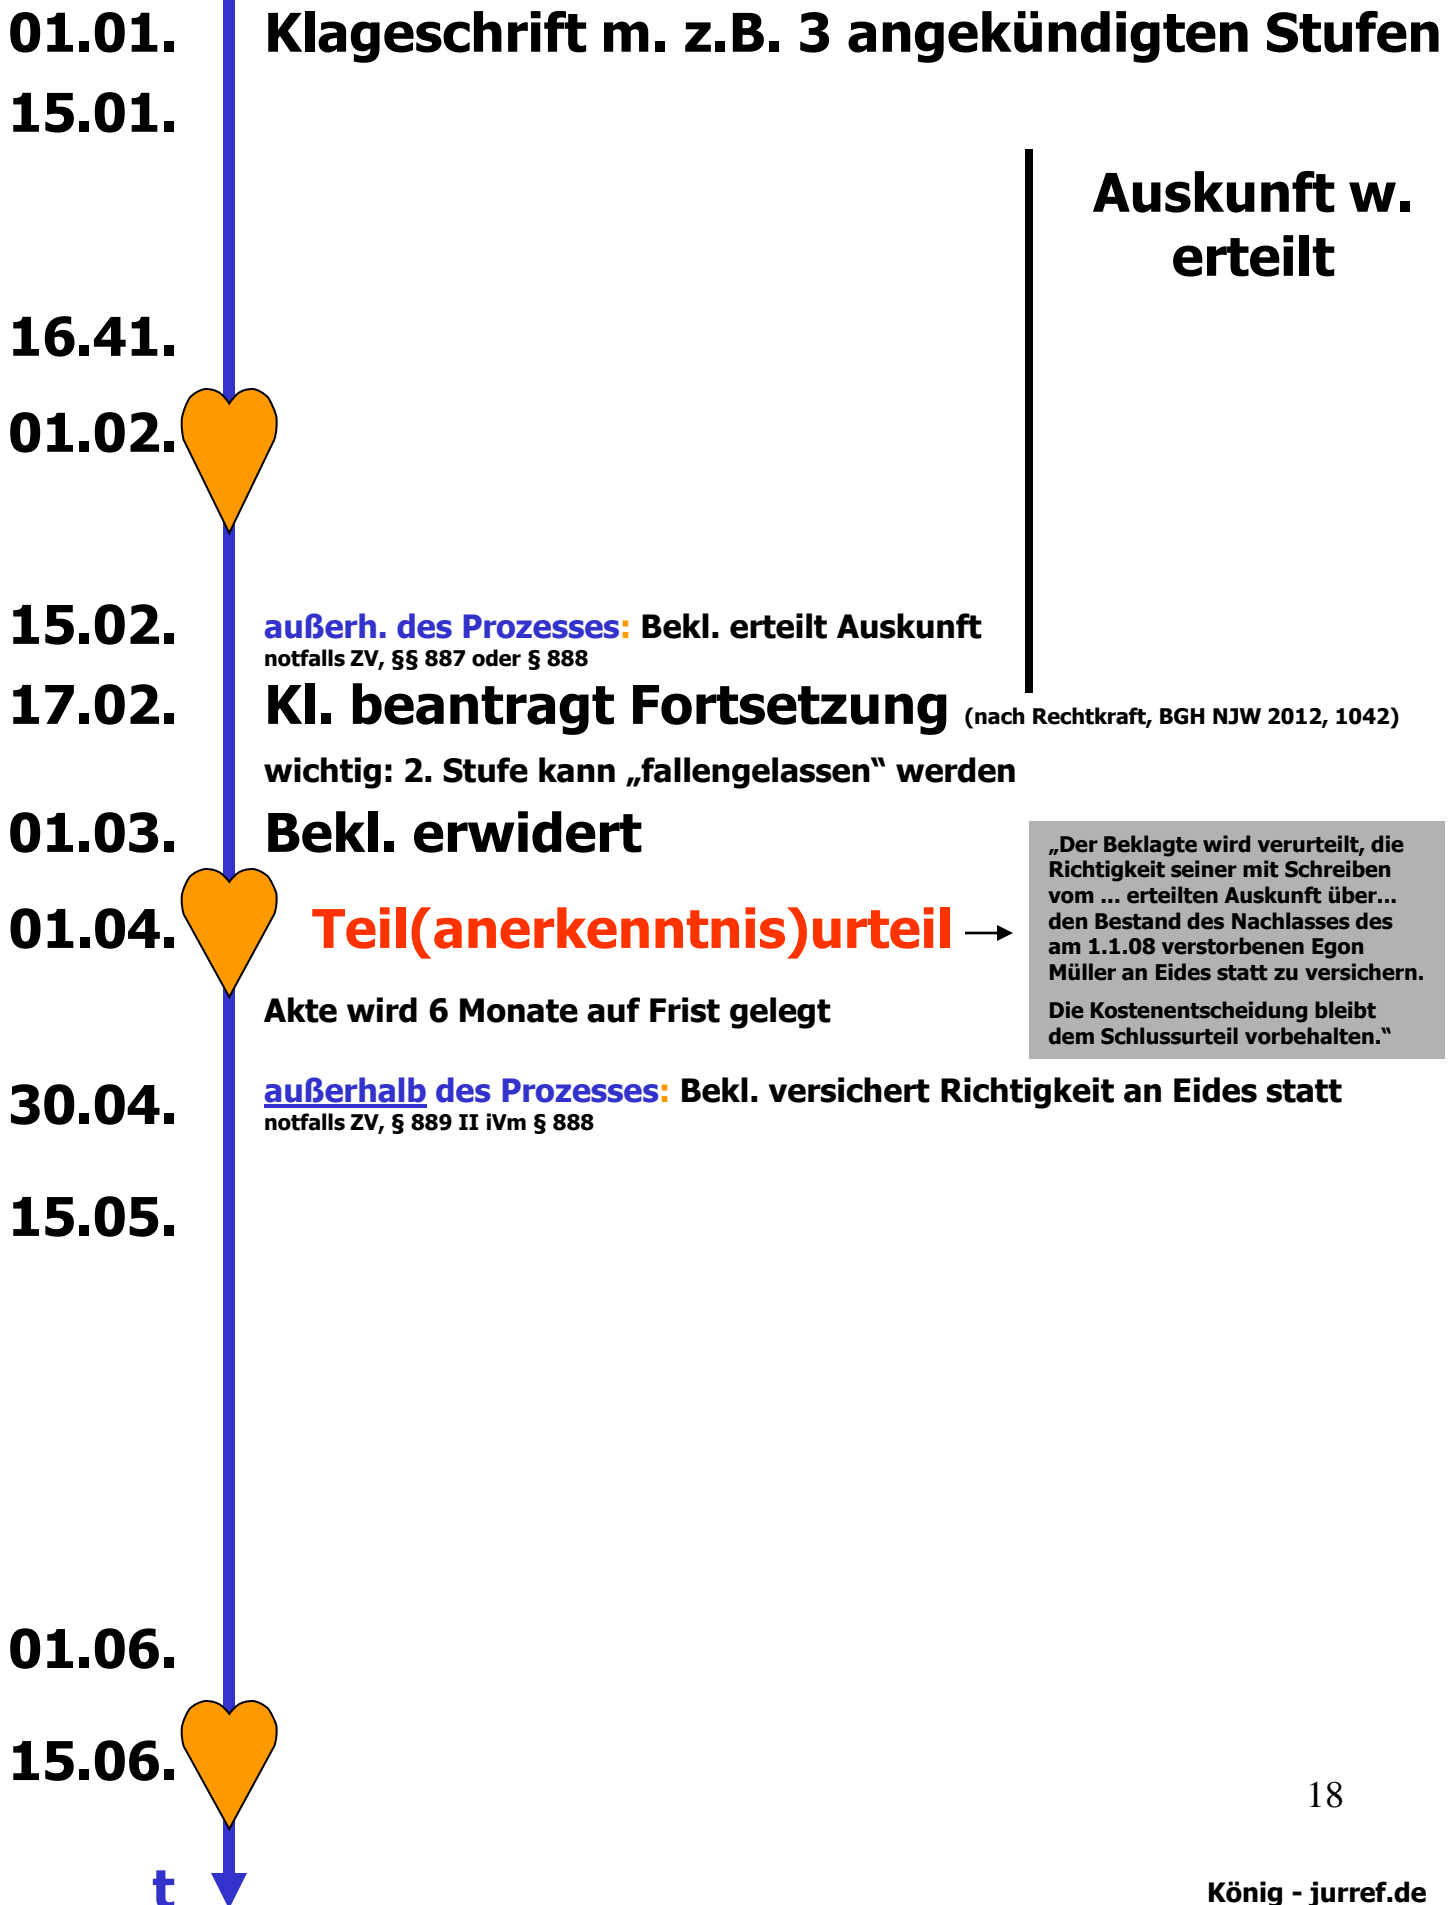 01.01. Klageschrift m. z.B. 3 angekündigten Stufen
15.01.
Auskunft w.
erteilt
16.41.
01.02.
15.02. außerh. des Prozesses: Bekl. erteilt Auskunft
notfalls ZV, §§ 887 oder § 888
17.02. Kl. beantragt Fortsetzung (nach Rechtkraft, BGH NJW 2012, 1042)
wichtig: 2. Stufe kann „fallengelassen“ werden
01.03. Bekl. erwidert
01.04. Teil(anerkenntnis)urteil
„Der Beklagte wird verurteilt, die
Richtigkeit seiner mit Schreiben
vom ... erteilten Auskunft über...
den Bestand des Nachlasses des
am 1.1.08 verstorbenen Egon
Müller an Eides statt zu versichern.
Die Kostenentscheidung bleibt
dem Schlussurteil vorbehalten.“
Akte wird 6 Monate auf Frist gelegt
30.04. außerhalb des Prozesses: Bekl. versichert Richtigkeit an Eides statt
notfalls ZV, § 889 II iVm § 888
15.05.
01.06.
15.06.
18
t
König - jurref.de